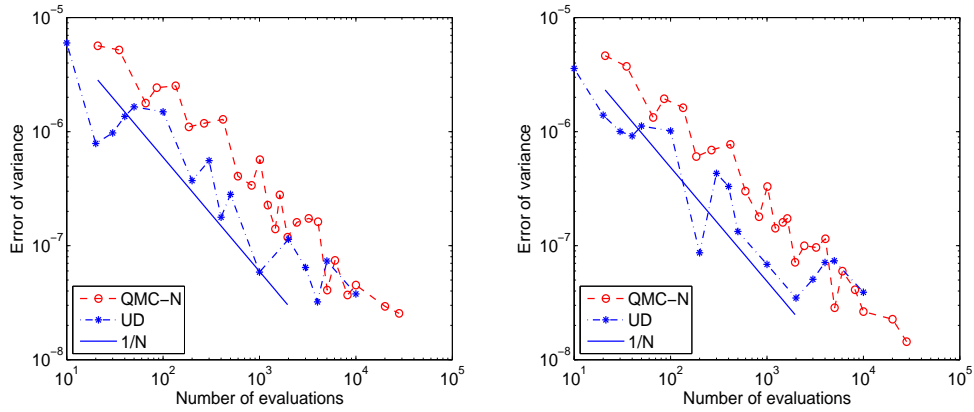 10^-5
10^-6
10^-7
10^-8
Error of variance
QMC−N
UD
1/N
10^1
10^2
10^3
10^4
10^5
Number of evaluations
10^-5
10^-6
10^-7
10^-8
Error of variance
QMC−N
UD
1/N
10^1
10^2
10^3
10^4
10^5
Number of evaluations